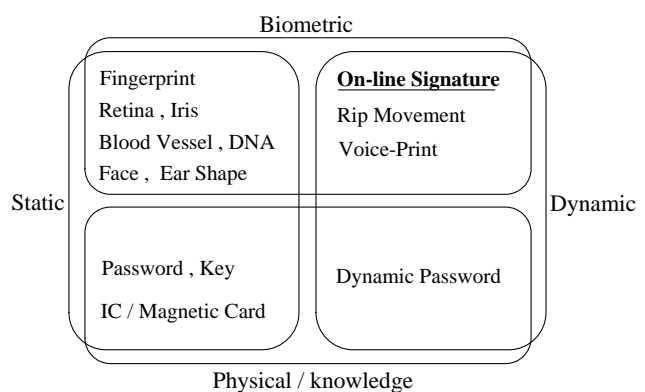 Biometric
Fingerprint
Retina , Iris
Blood Vessel , DNA
Face , Ear Shape
On-line Signature
Rip Movement
Voice-Print
Static
Dynamic
Password , Key
IC / Magnetic Card
Dynamic Password
Physical / knowledge